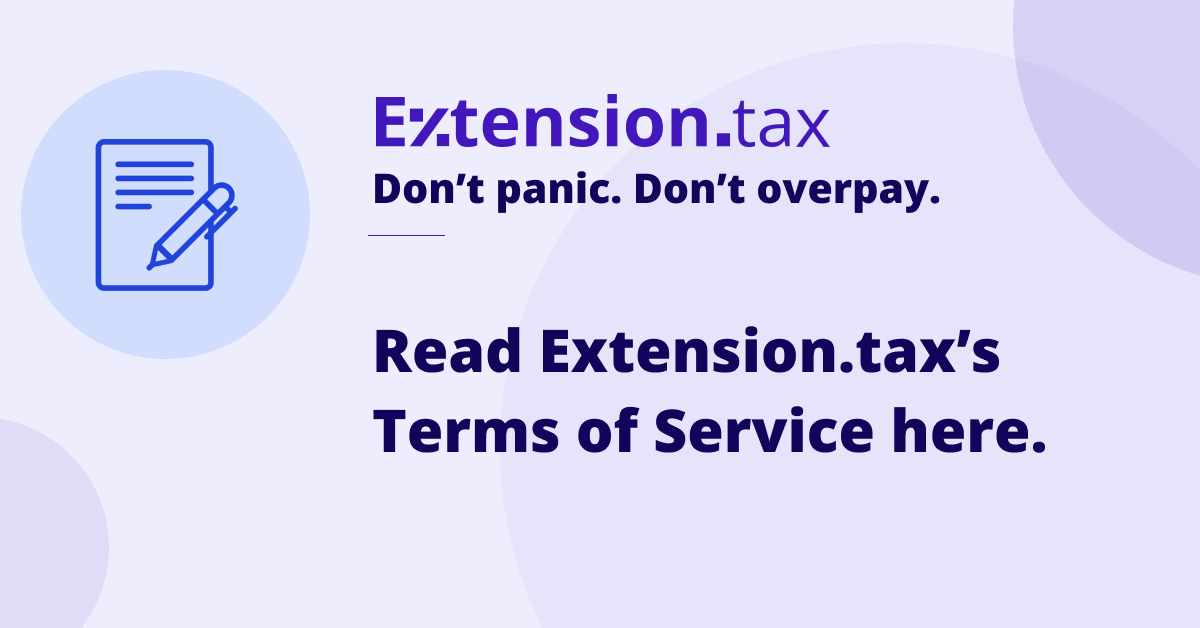 Extension.tax
Don’t panic. Don’t overpay.
Read Extension.tax’s
Terms of Service here.